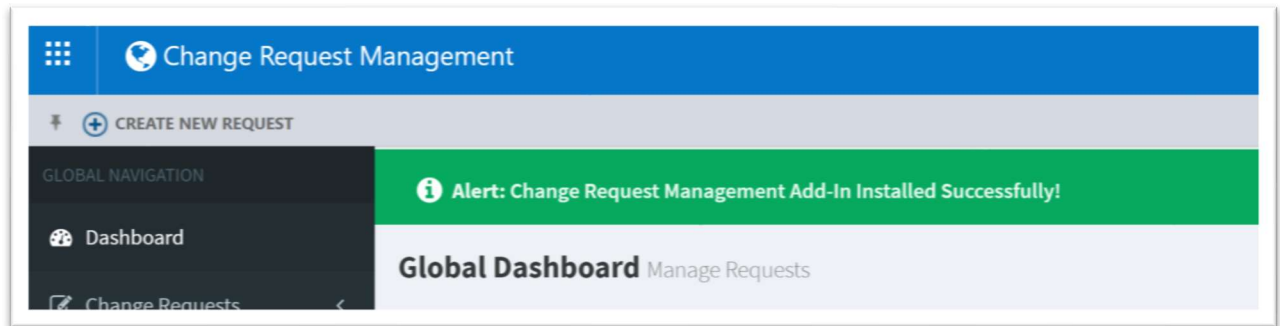 Change Request Management
CREATE NEW REQUEST
GLOBAL NAVIGATION
Alert: Change Request Management Add-In Installed Successfully!
Dashboard
Global Dashboard Manage Requests
Change Requests